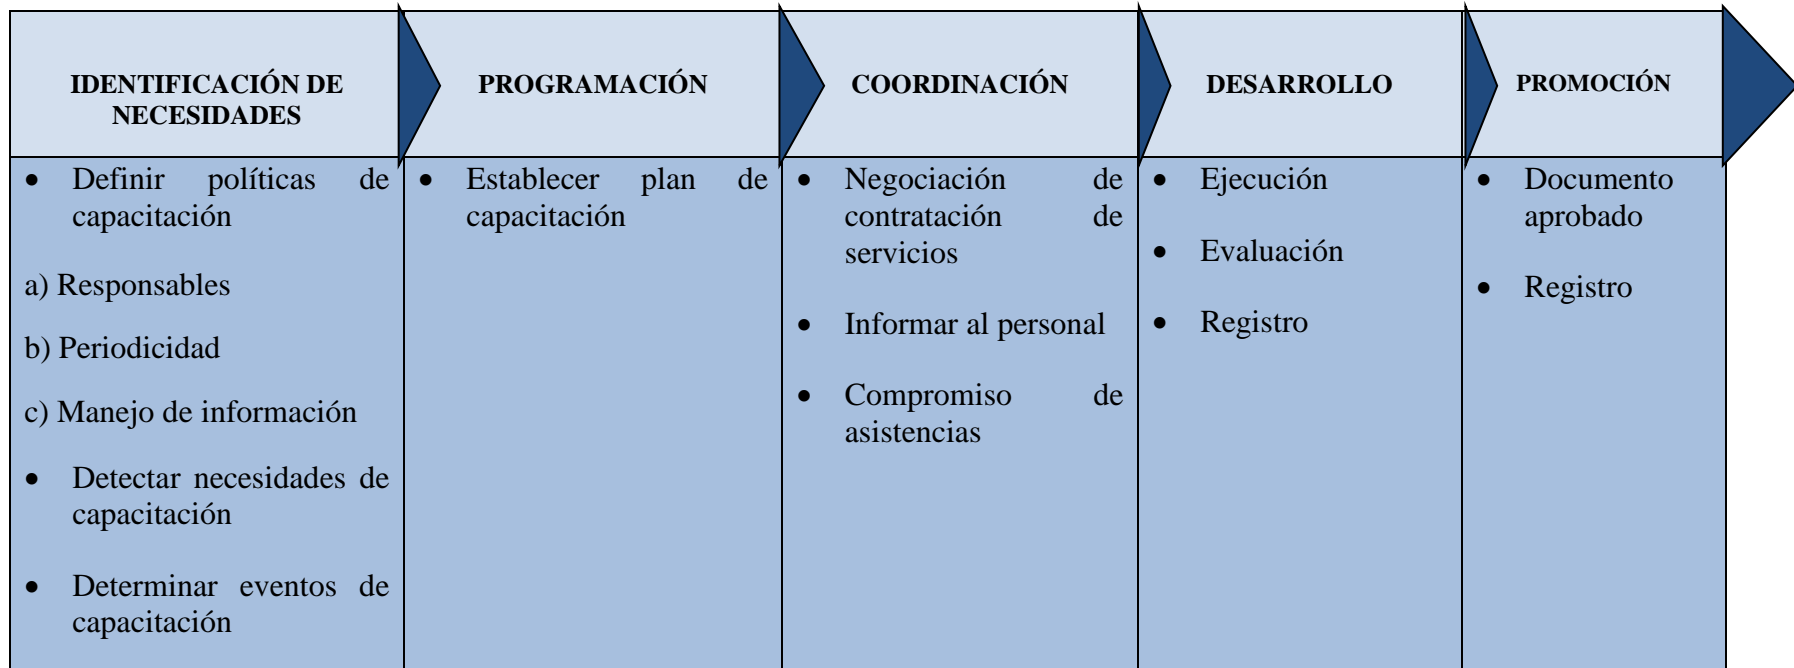 IDENTIFICACIÓN DE
NECESIDADES
PROGRAMACIÓN
COORDINACIÓN
DESARROLLO
PROMOCIÓN
• Definir políticas de
capacitación
a) Responsables
b) Periodicidad
c) Manejo de información
• Detectar necesidades de
capacitación
• Determinar eventos de
capacitación
• Establecer plan de
capacitación
• Negociación de
contratación de
servicios
• Informar al personal
• Compromiso de
asistencias
• Ejecución
• Evaluación
• Registro
• Documento
aprobado
• Registro